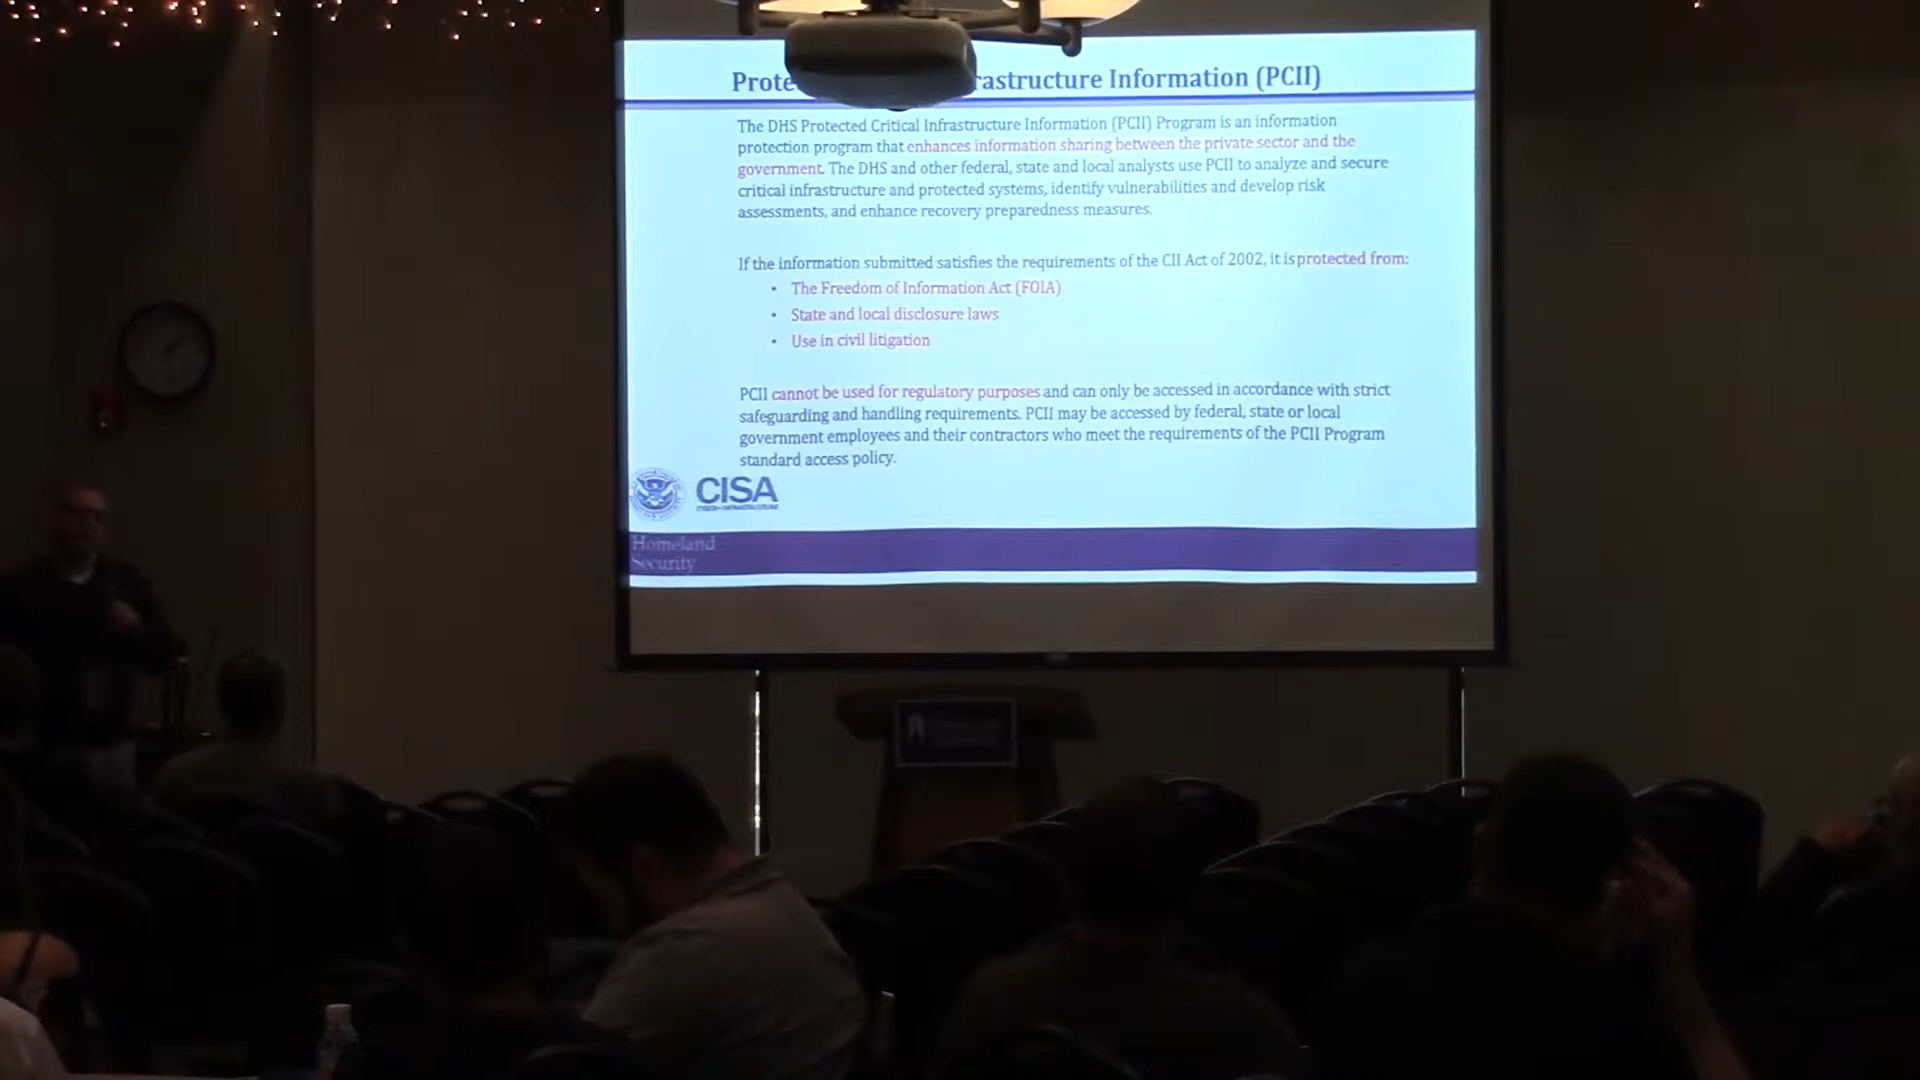 Prote rastructure Information (PCII)
The DHS Protected Critical Infrastructure Information (PCII) Program is an information
protection program that enhances information sharing between the private sector and the
government. The DHS and other federal, state and local analysts use PCII to analyze and secure
critical infrastructure and protected systems, identify vulnerabilities and develop risk
assessments, and enhance recovery preparedness measures.
If the information submitted satisfies the requirements of the CII Act of 2002, it is protected from:
• The Freedom of Information Act (FOIA)
• State and local disclosure laws
• Use in civil litigation
PCII cannot be used for regulatory purposes and can only be accessed in accordance with strict
safeguarding and handling requirements. PCII may be accessed by federal, state or local
government employees and their contractors who meet the requirements of the PCII Program
standard access policy.
CISA
Homeland
Security